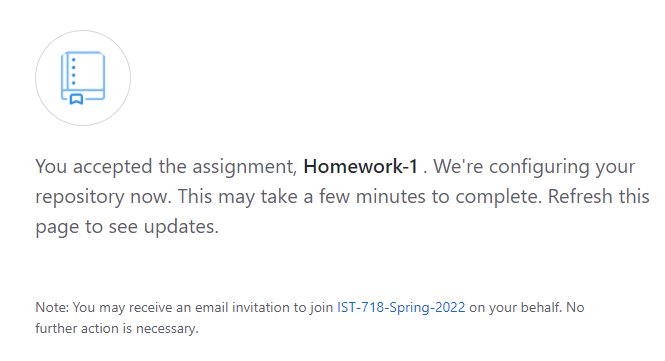 You accepted the assignment, Homework-1 . We're configuring your
repository now. This may take a few minutes to complete. Refresh this
page to see updates.
Note: You may receive an email invitation to join IST-718-Spring-2022 on your behalf. No
further action is necessary.